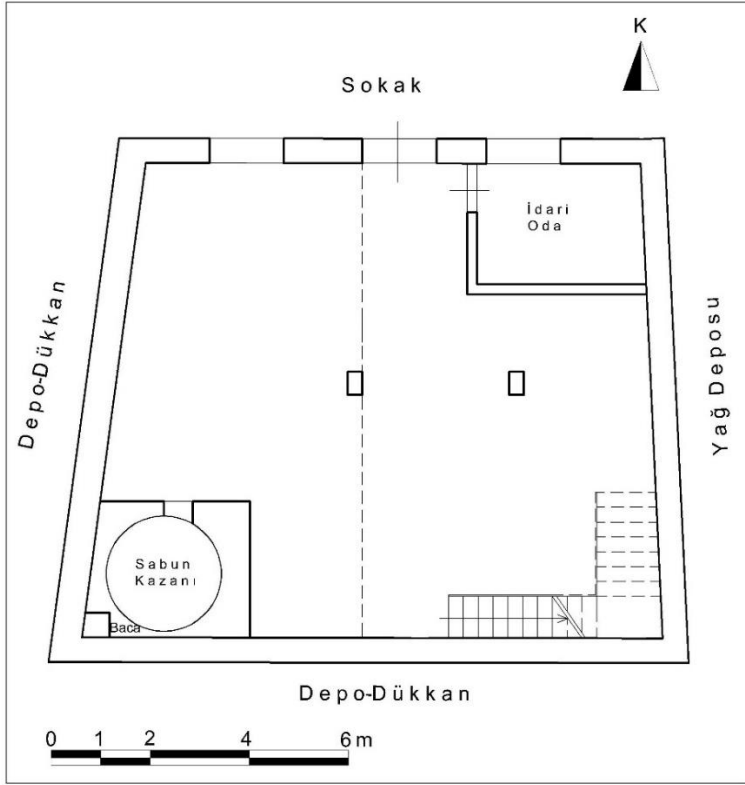 K
Sokak
İdari
Oda
Depo-Dükkan
Yağ Deposu
Sabun
Kazanı
Baca
Depo-Dükkan
0 1 2 4 6 m